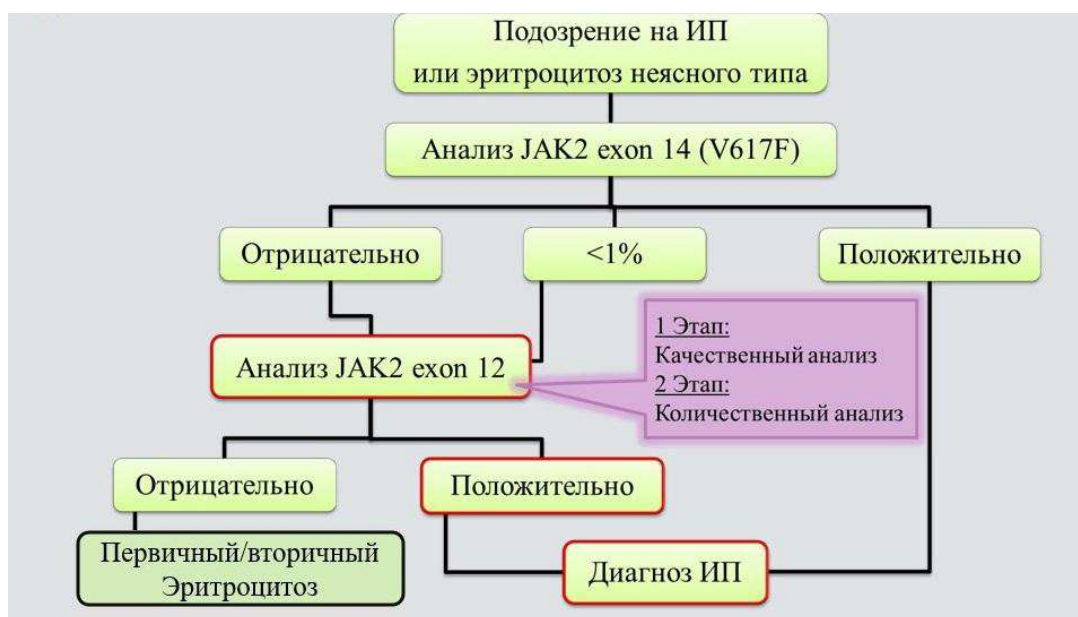 Подозрение на ИП
или эритроцитоз неясного типа
Анализ JAK2 exon 14 (V617F)
Отрицательно
<1%
Положительно
1 Этап:
Качественный анализ
2 Этап:
Количественный анализ
Анализ JAK2 exon 12
Отрицательно
Положительно
Первичный/вторичный
Эритроцитоз
Диагноз ИП